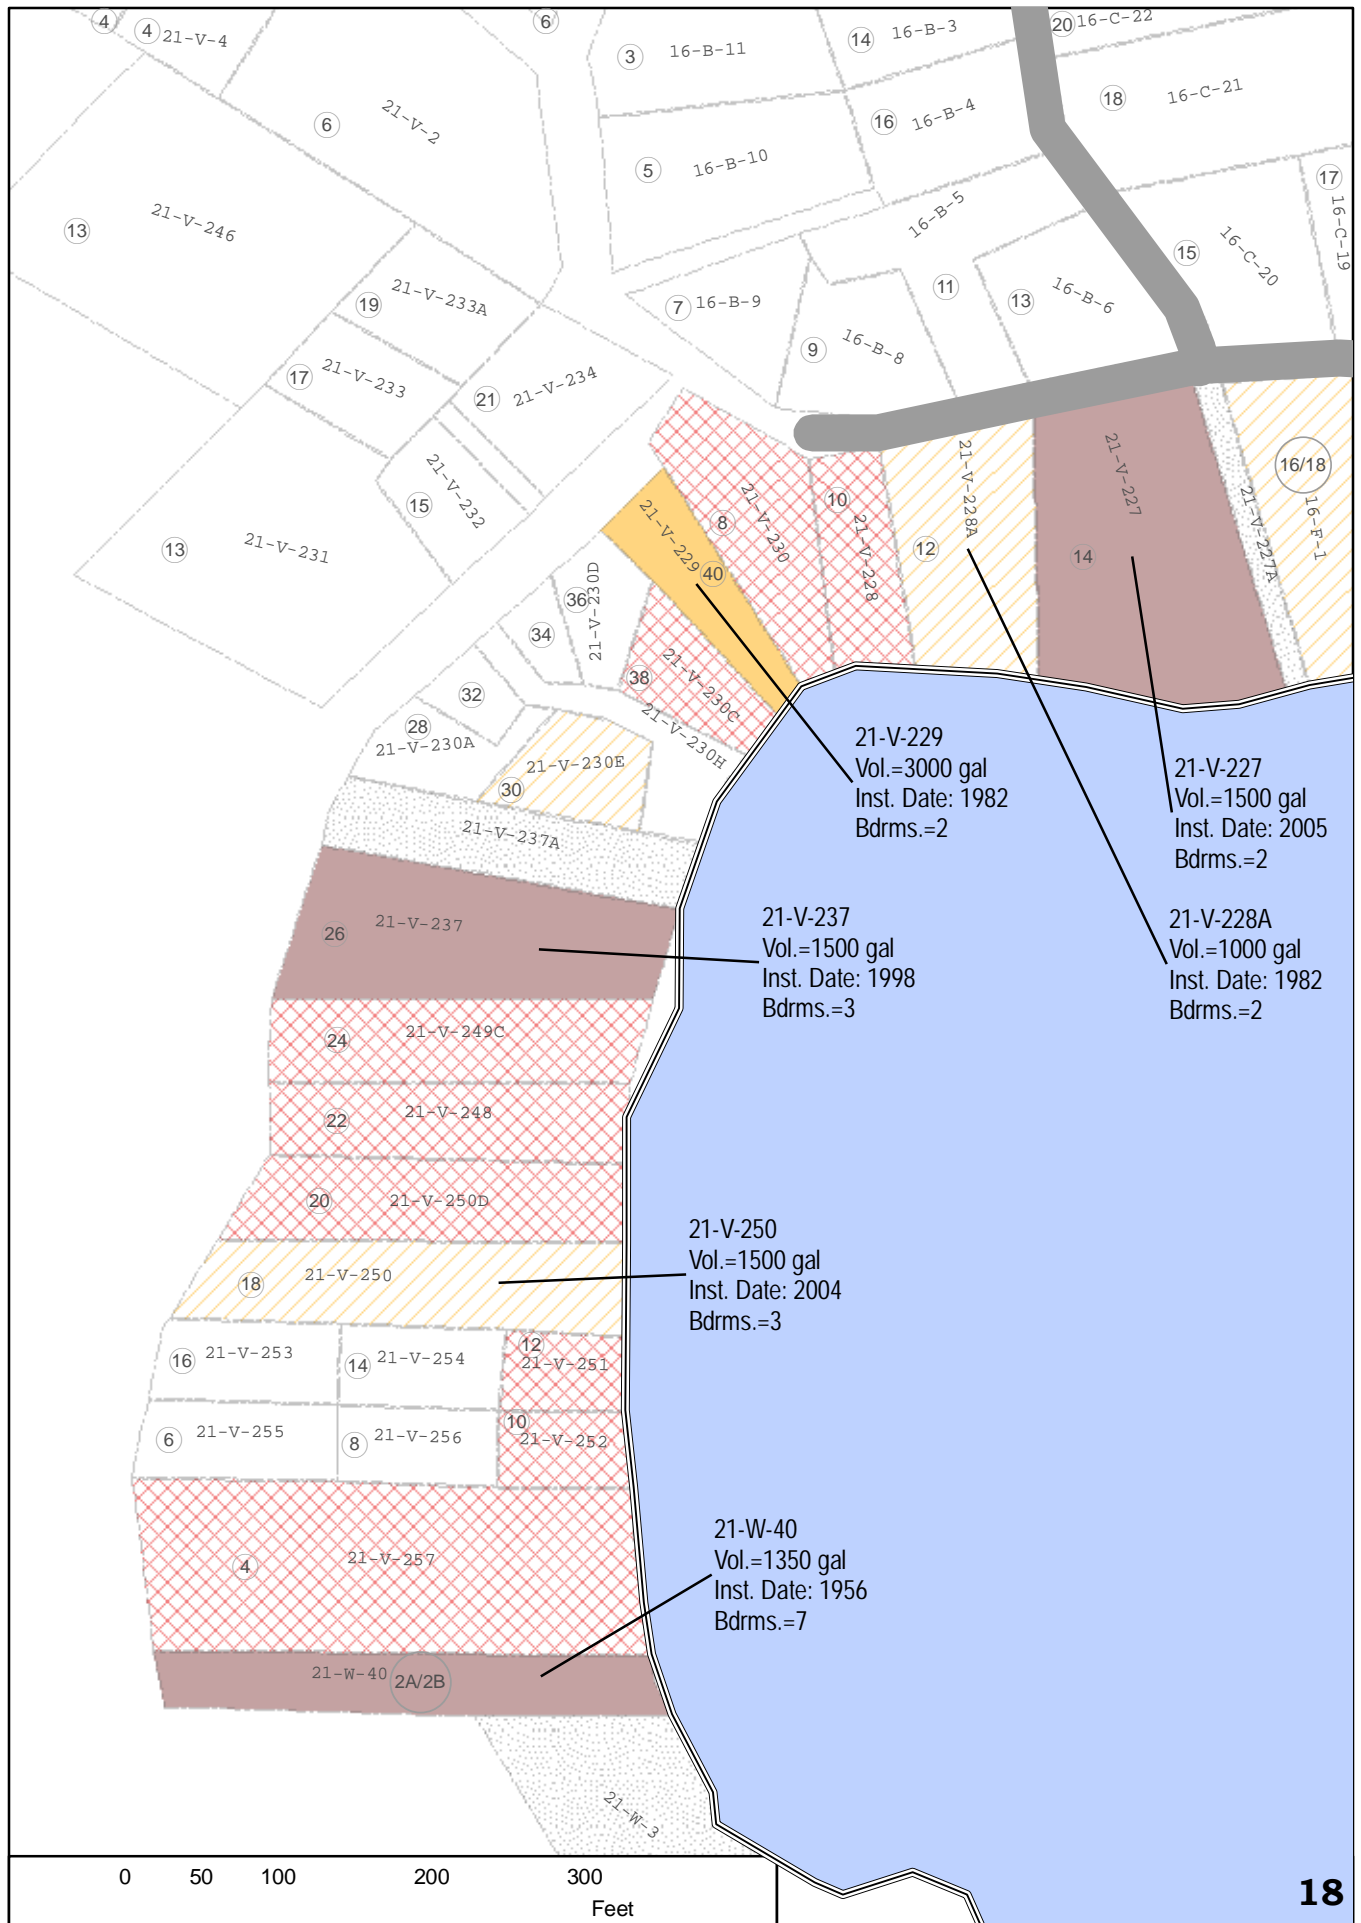 4
4
21-V-4
6
3
16-B-11
14
16-B-3
20
16-C-22
6
21-V-2
18
16-C-21
16
16-B-4
5
16-B-10
17
16-C-19
13
21-V-246
16-B-5
15
16-C-20
19
21-V-233A
7
16-B-9
11
13
16-B-6
9
16-B-8
17
21-V-233
21
21-V-234
15
21-V-232
13
21-V-231
21-V-229
40
8
21-V-230
10
21-V-228
12
21-V-228A
14
21-V-227
21-V-227A
16/18
16-F-1
36
21-V-230D
34
38
21-V-230C
21-V-230H
32
28
21-V-230A
30
21-V-230E
21-V-237A
21-V-229
Vol.=3000 gal
Inst. Date: 1982
Bdrms.=2
21-V-227
Vol.=1500 gal
Inst. Date: 2005
Bdrms.=2
26
21-V-237
21-V-237
Vol.=1500 gal
Inst. Date: 1998
Bdrms.=3
21-V-228A
Vol.=1000 gal
Inst. Date: 1982
Bdrms.=2
24
21-V-249C
22
21-V-248
20
21-V-250D
18
21-V-250
21-V-250
Vol.=1500 gal
Inst. Date: 2004
Bdrms.=3
16
21-V-253
14
21-V-254
12
21-V-251
6
21-V-255
8
21-V-256
10
21-V-252
4
21-V-257
21-W-40
Vol.=1350 gal
Inst. Date: 1956
Bdrms.=7
21-W-40
2A/2B
21-W-3
0 50 100 200 300
Feet
18